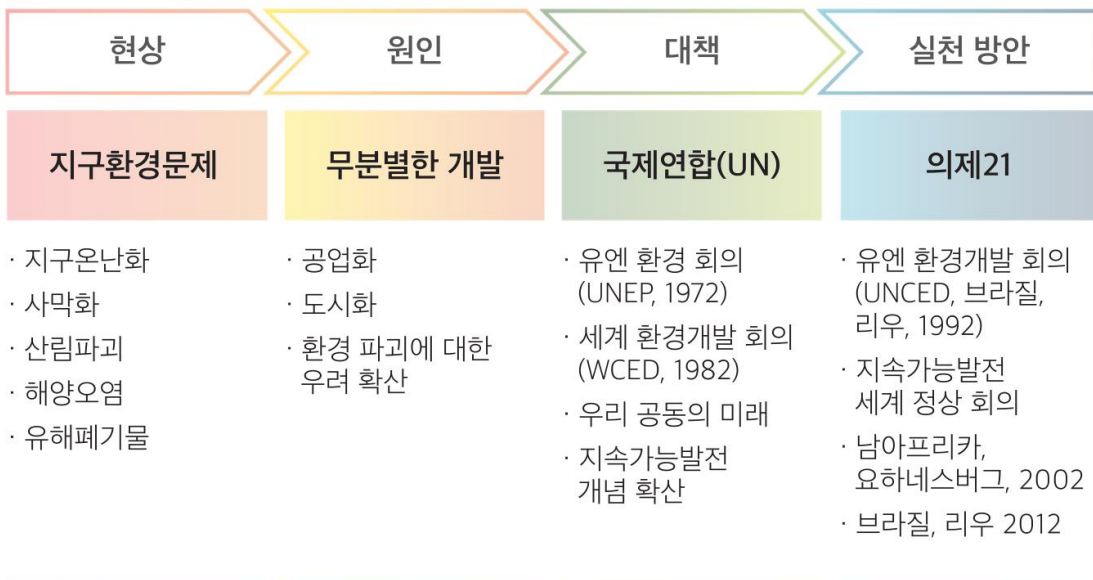 현상
원인
대책
실천 방안
지구환경문제
무분별한 개발
국제연합(UN)
의제21
· 지구온난화
· 사막화
· 산림파괴
· 해양오염
· 유해폐기물
· 공업화
· 도시화
· 환경 파괴에 대한
우려 확산
· 유엔 환경 회의
(UNEP, 1972)
· 세계 환경개발 회의
(WCED, 1982)
· 우리 공동의 미래
· 지속가능발전
개념 확산
· 유엔 환경개발 회의
(UNCED, 브라질,
리우, 1992)
· 지속가능발전
세계 정상 회의
· 남아프리카,
요하네스버그, 2002
· 브라질, 리우 2012